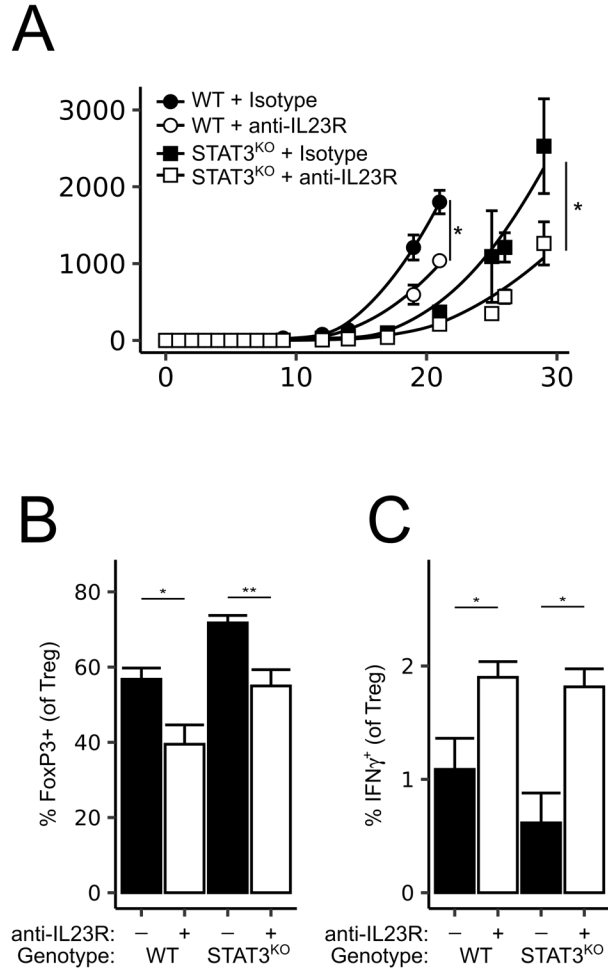 A
3000
2000
1000
0
WT + Isotype
WT + anti-IL23R
STAT3KO + Isotype
STAT3KO + anti-IL23R
*
*
0 10 20 30
B
% FoxP3+ (of Treg)
80
60
40
20
0
* **
anti-IL23R: – + – +
Genotype: WT STAT3KO
C
% IFNγ+ (of Treg)
2
1
0
* *
anti-IL23R: – + – +
Genotype: WT STAT3KO